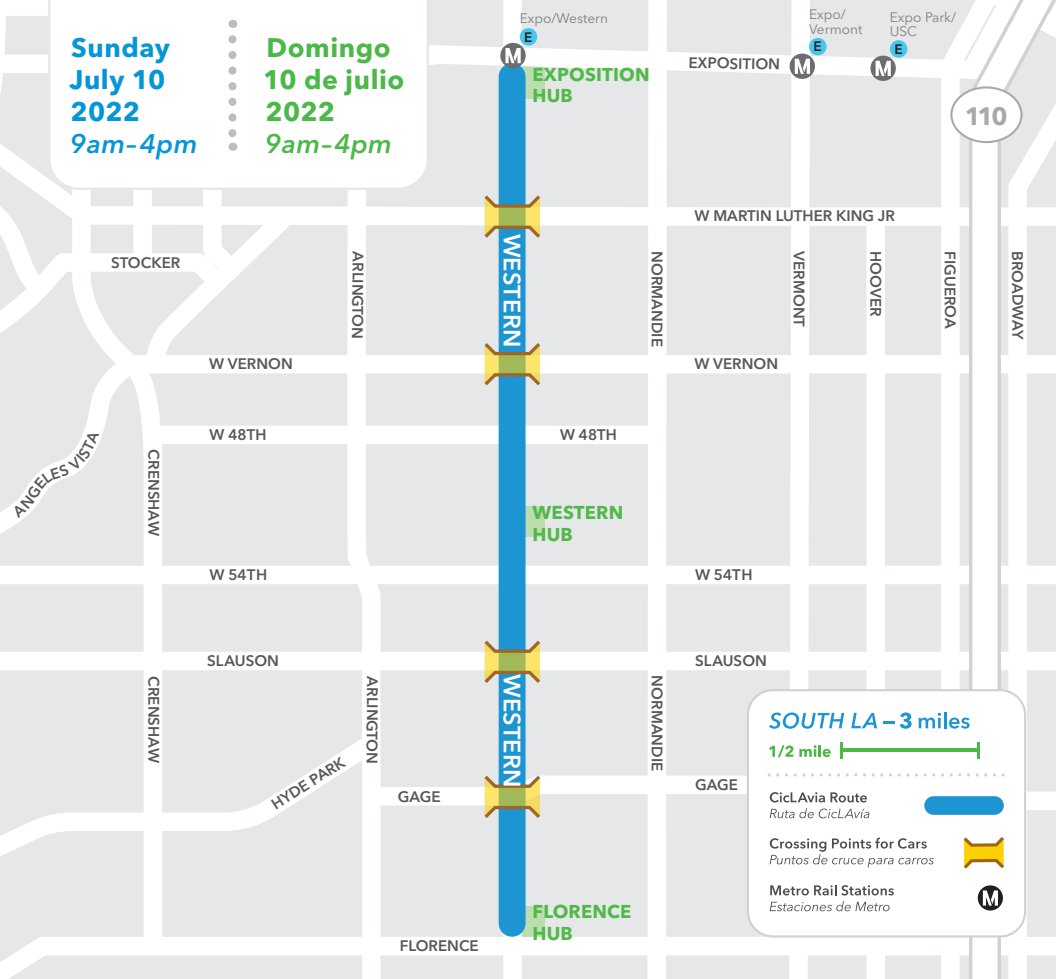 Sunday
July 10
2022
9am–4pm
Domingo
10 de julio
2022
9am–4pm
Expo/Western
E
M
Expo/
Vermont
E
M
Expo Park/
USC
E
M
EXPOSITION
EXPOSITION
HUB
110
W MARTIN LUTHER KING JR
STOCKER
ARLINGTON
WESTERN
NORMANDIE
VERMONT
HOOVER
FIGUEROA
BROADWAY
W VERNON
W VERNON
W 48TH
W 48TH
ANGELES VISTA
CRENSHAW
WESTERN
HUB
W 54TH
W 54TH
SLAUSON
SLAUSON
CRENSHAW
ARLINGTON
WESTERN
NORMANDIE
HYDE PARK
GAGE
GAGE
FLORENCE
HUB
FLORENCE
SOUTH LA – 3 miles
1/2 mile
CicLAvia Route
Ruta de CicLAvía
Crossing Points for Cars
Puntos de cruce para carros
Metro Rail Stations
Estaciones de Metro
M